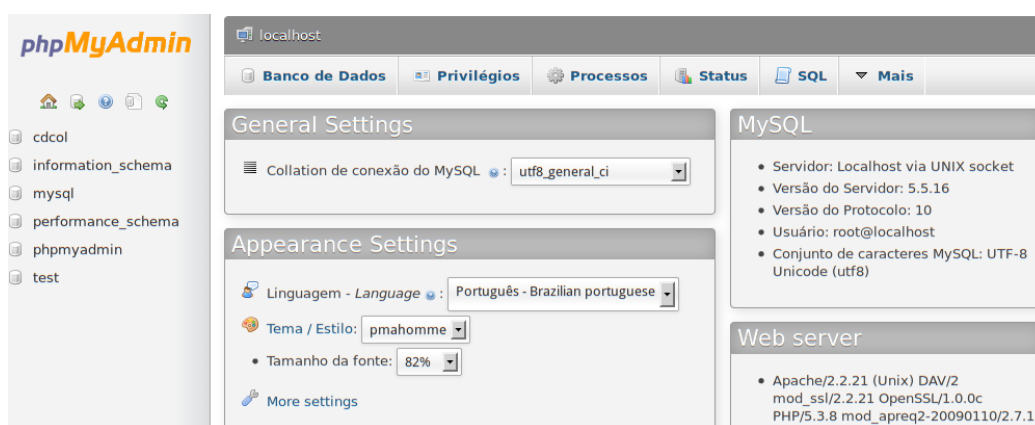 phpMyAdmin
cdcol
information_schema
mysql
performance_schema
phpmyadmin
test
localhost
Banco de Dados Privilégios Processos Status SQL Mais
General Settings
Collation de conexão do MySQL : utf8_general_ci
Appearance Settings
Linguagem - Language : Português - Brazilian portuguese
Tema / Estilo: pmahomme
• Tamanho da fonte: 82%
More settings
MySQL
• Servidor: Localhost via UNIX socket
• Versão do Servidor: 5.5.16
• Versão do Protocolo: 10
• Usuário: root@localhost
• Conjunto de caracteres MySQL: UTF-8
Unicode (utf8)
Web server
• Apache/2.2.21 (Unix) DAV/2
mod_ssl/2.2.21 OpenSSL/1.0.0c
PHP/5.3.8 mod_apreq2-20090110/2.7.1